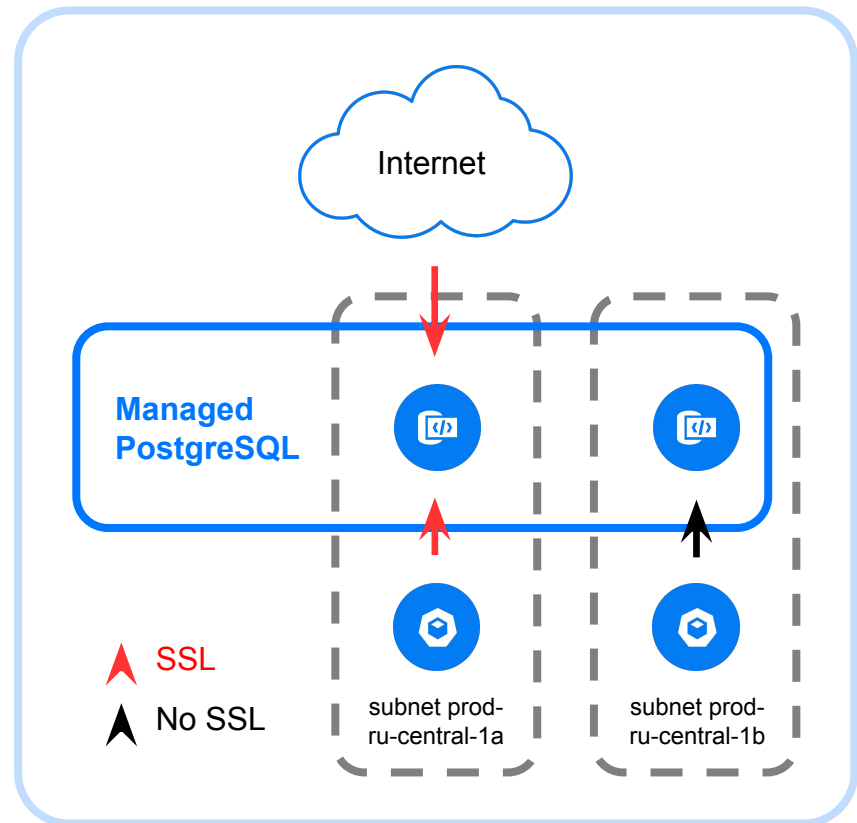 Internet
Managed
PostgreSQL
</>
</>
SSL
No SSL
subnet prod-
ru-central-1a
subnet prod-
ru-central-1b